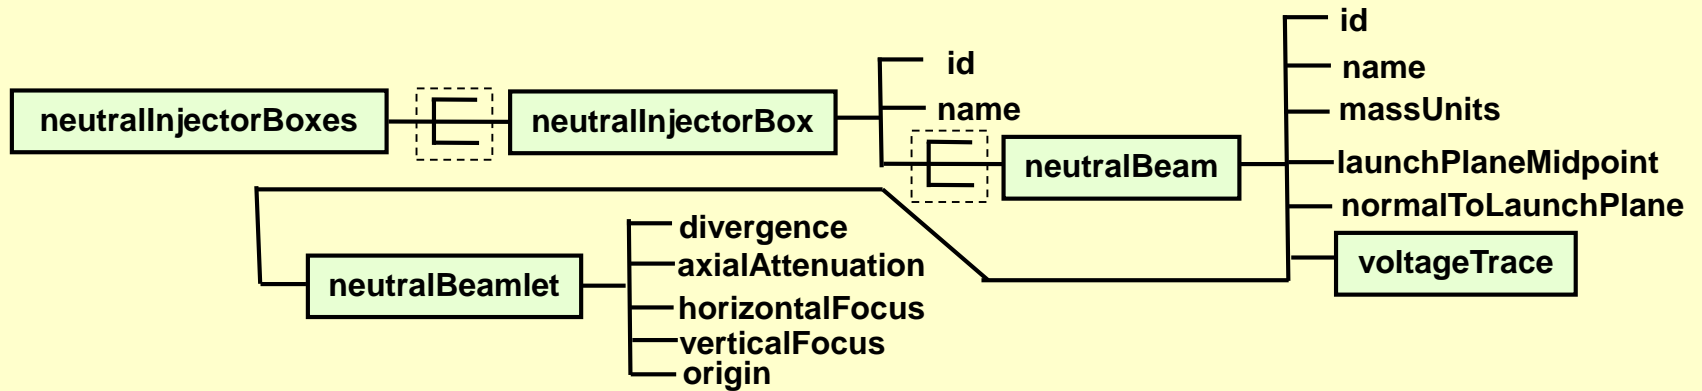 neutralInjectorBoxes
neutralInjectorBox
id
name
neutralBeam
id
name
massUnits
launchPlaneMidpoint
normalToLaunchPlane
voltageTrace
neutralBeamlet
divergence
axialAttenuation
horizontalFocus
verticalFocus
origin